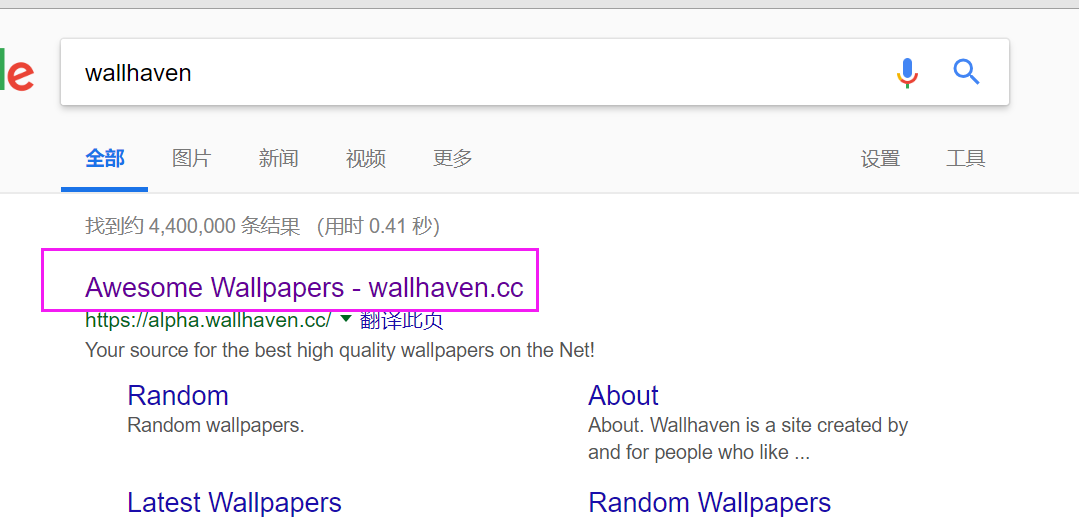 le
wallhaven
全部 图片 新闻 视频 更多 设置 工具
找到约 4,400,000 条结果 （用时 0.41 秒）
Awesome Wallpapers - wallhaven.cc
https://alpha.wallhaven.cc/ 翻译此页
Your source for the best high quality wallpapers on the Net!
Random
Random wallpapers.
About
About. Wallhaven is a site created by
and for people who like ...
Latest Wallpapers
Random Wallpapers